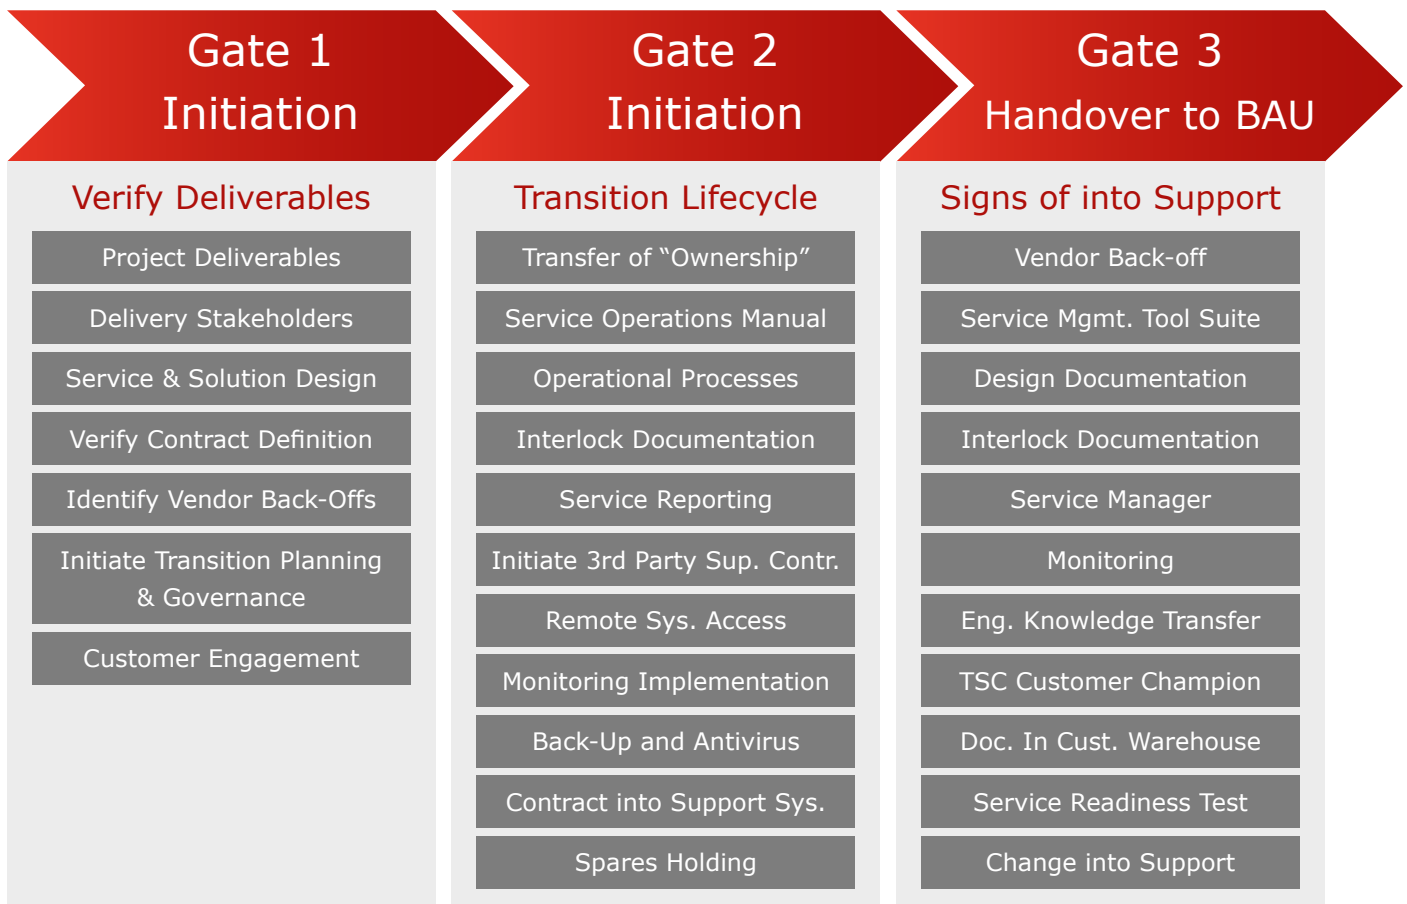 Gate 1
Initiation
Verify Deliverables
Project Deliverables
Delivery Stakeholders
Service & Solution Design
Verify Contract Definition
Identify Vendor Back-Offs
Initiate Transition Planning
& Governance
Customer Engagement
Gate 2
Initiation
Transition Lifecycle
Transfer of “Ownership”
Service Operations Manual
Operational Processes
Interlock Documentation
Service Reporting
Initiate 3rd Party Sup. Contr.
Remote Sys. Access
Monitoring Implementation
Back-Up and Antivirus
Contract into Support Sys.
Spares Holding
Gate 3
Handover to BAU
Signs of into Support
Vendor Back-off
Service Mgmt. Tool Suite
Design Documentation
Interlock Documentation
Service Manager
Monitoring
Eng. Knowledge Transfer
TSC Customer Champion
Doc. In Cust. Warehouse
Service Readiness Test
Change into Support